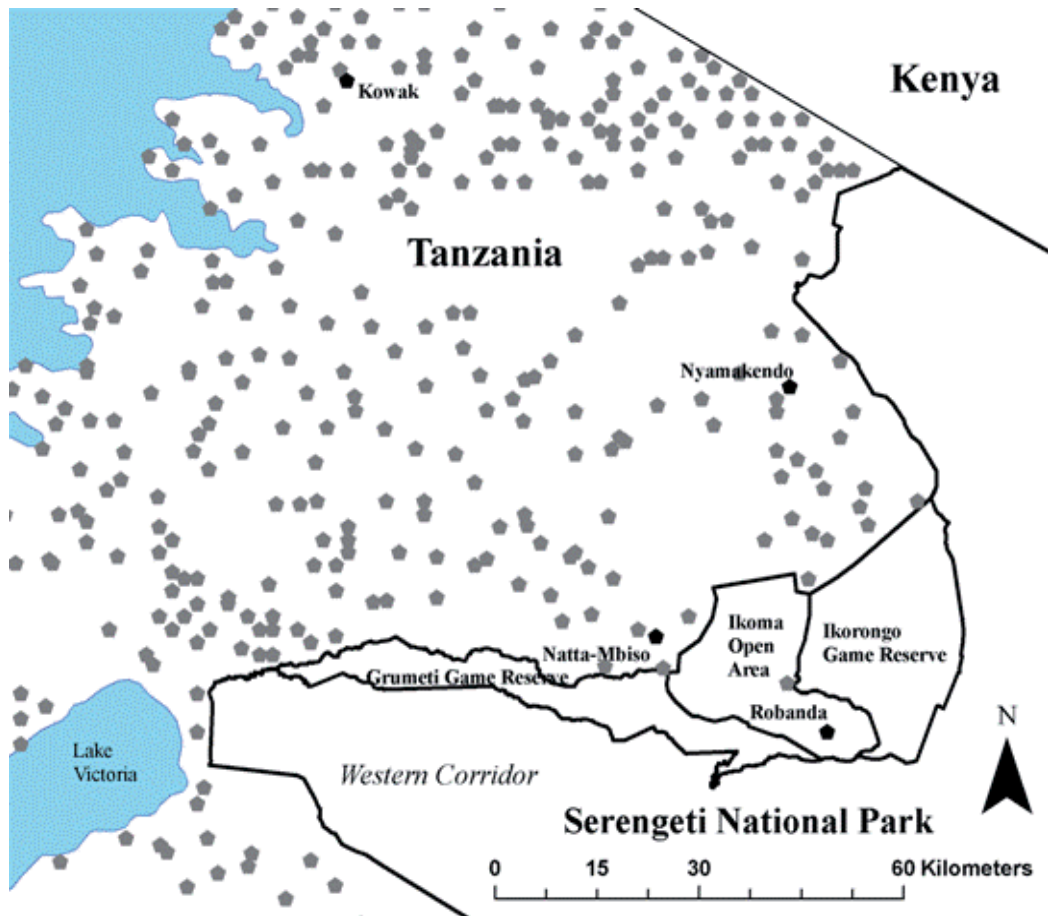 Kenya
Kowak
Tanzania
Nyamakendo
Ikoma
Open
Area
Ikorongo
Game Reserve
Natta-Mbiso
Grumeti Game Reserve
Robanda
N
Lake
Victoria
Western Corridor
Serengeti National Park
0 15 30 60 Kilometers